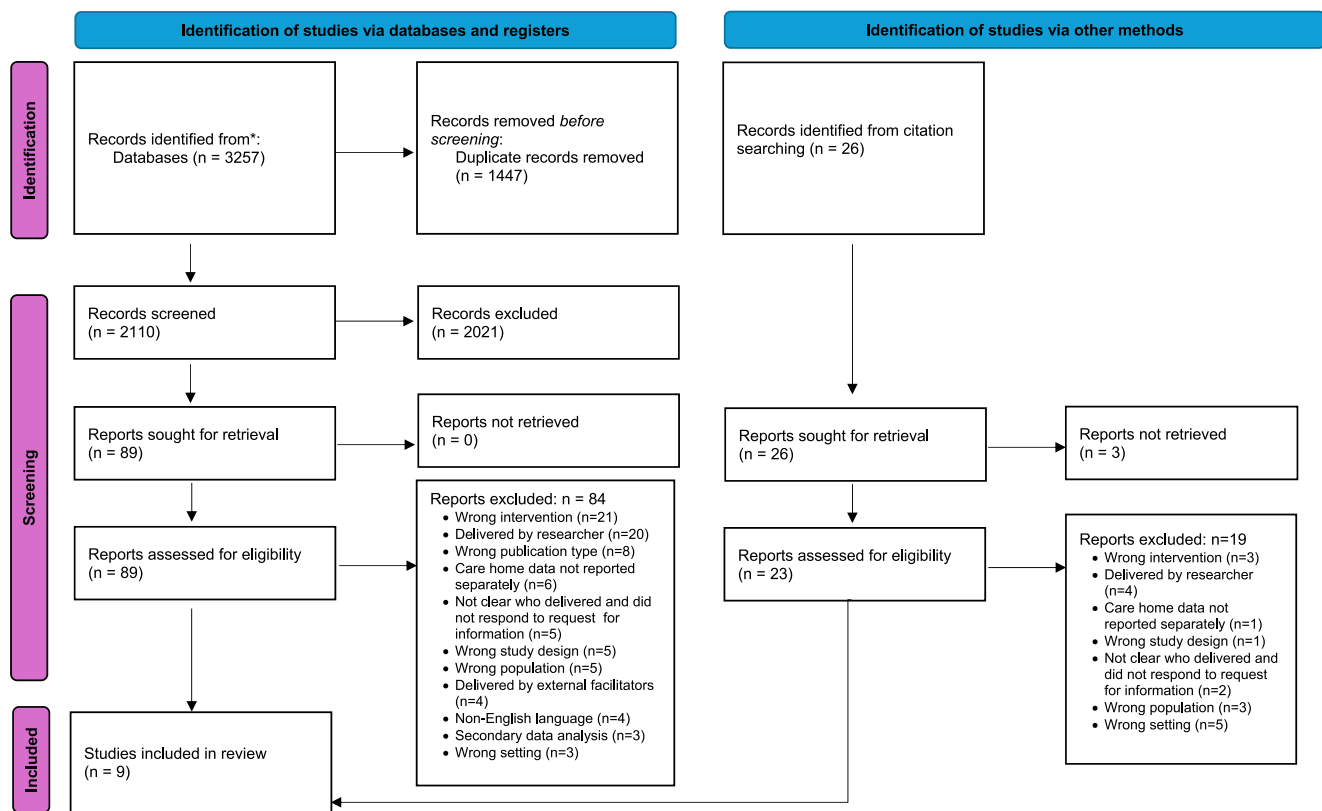 Identification of studies via databases and registers
Identification of studies via other methods
Identification
Records identified from*:
Databases (n = 3257)
Records removed before
screening:
Duplicate records removed
(n = 1447)
Records identified from citation
searching (n = 26)
Screening
Records screened
(n = 2110)
Records excluded
(n = 2021)
Reports sought for retrieval
(n = 89)
Reports not retrieved
(n = 0)
Reports sought for retrieval
(n = 26)
Reports not retrieved
(n = 3)
Reports assessed for eligibility
(n = 89)
Reports excluded: n = 84
• Wrong intervention (n=21)
• Delivered by researcher (n=20)
• Wrong publication type (n=8)
• Care home data not reported
separately (n=6)
• Not clear who delivered and did
not respond to request for
information (n=5)
• Wrong study design (n=5)
• Wrong population (n=5)
• Delivered by external facilitators
(n=4)
• Non-English language (n=4)
• Secondary data analysis (n=3)
• Wrong setting (n=3)
Reports assessed for eligibility
(n = 23)
Reports excluded: n=19
• Wrong intervention (n=3)
• Delivered by researcher
(n=4)
• Care home data not
reported separately (n=1)
• Wrong study design (n=1)
• Not clear who delivered and
did not respond to request
for information (n=2)
• Wrong population (n=3)
• Wrong setting (n=5)
Included
Studies included in review
(n = 9)